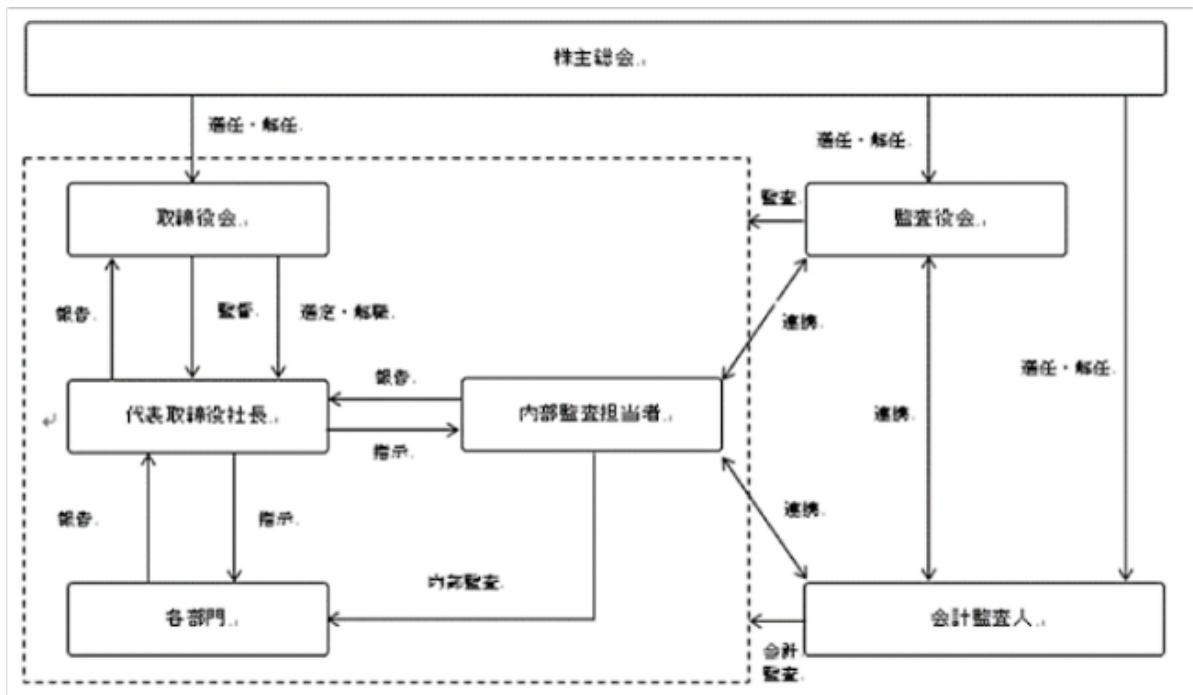 株主総会
選任・解任
選任・解任
監査
取締役会
監査役会
報告
監督
選定・解職
連携
選任・解任
報告
代表取締役社長
内部監査担当者
連携
指示
報告
指示
連携
内部監査
各部門
会計監査人
会計
監査